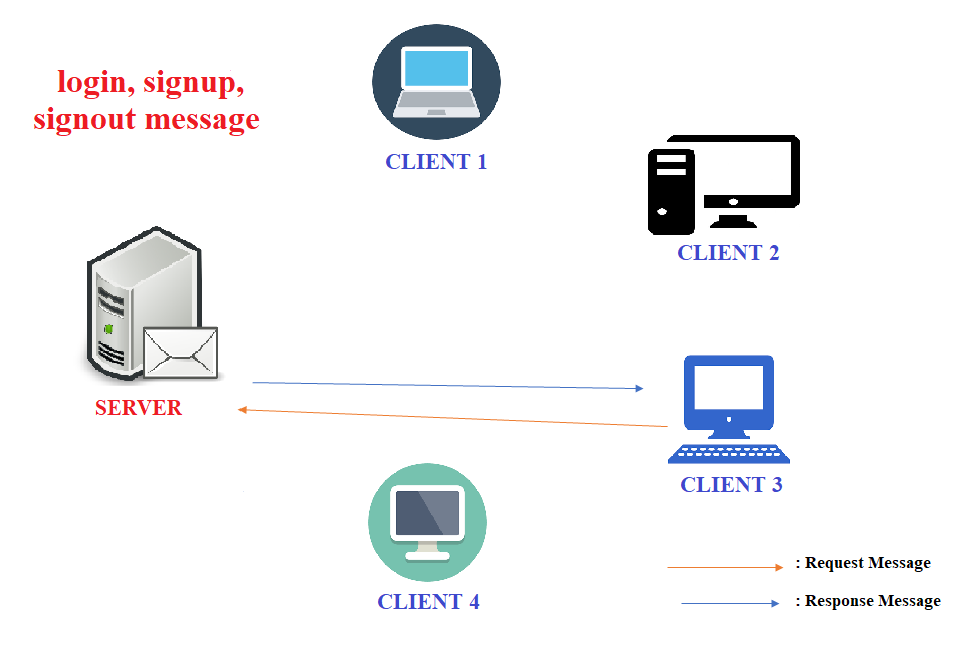 login, signup,
signout message
CLIENT 1
CLIENT 2
SERVER
CLIENT 3
CLIENT 4
: Request Message
: Response Message